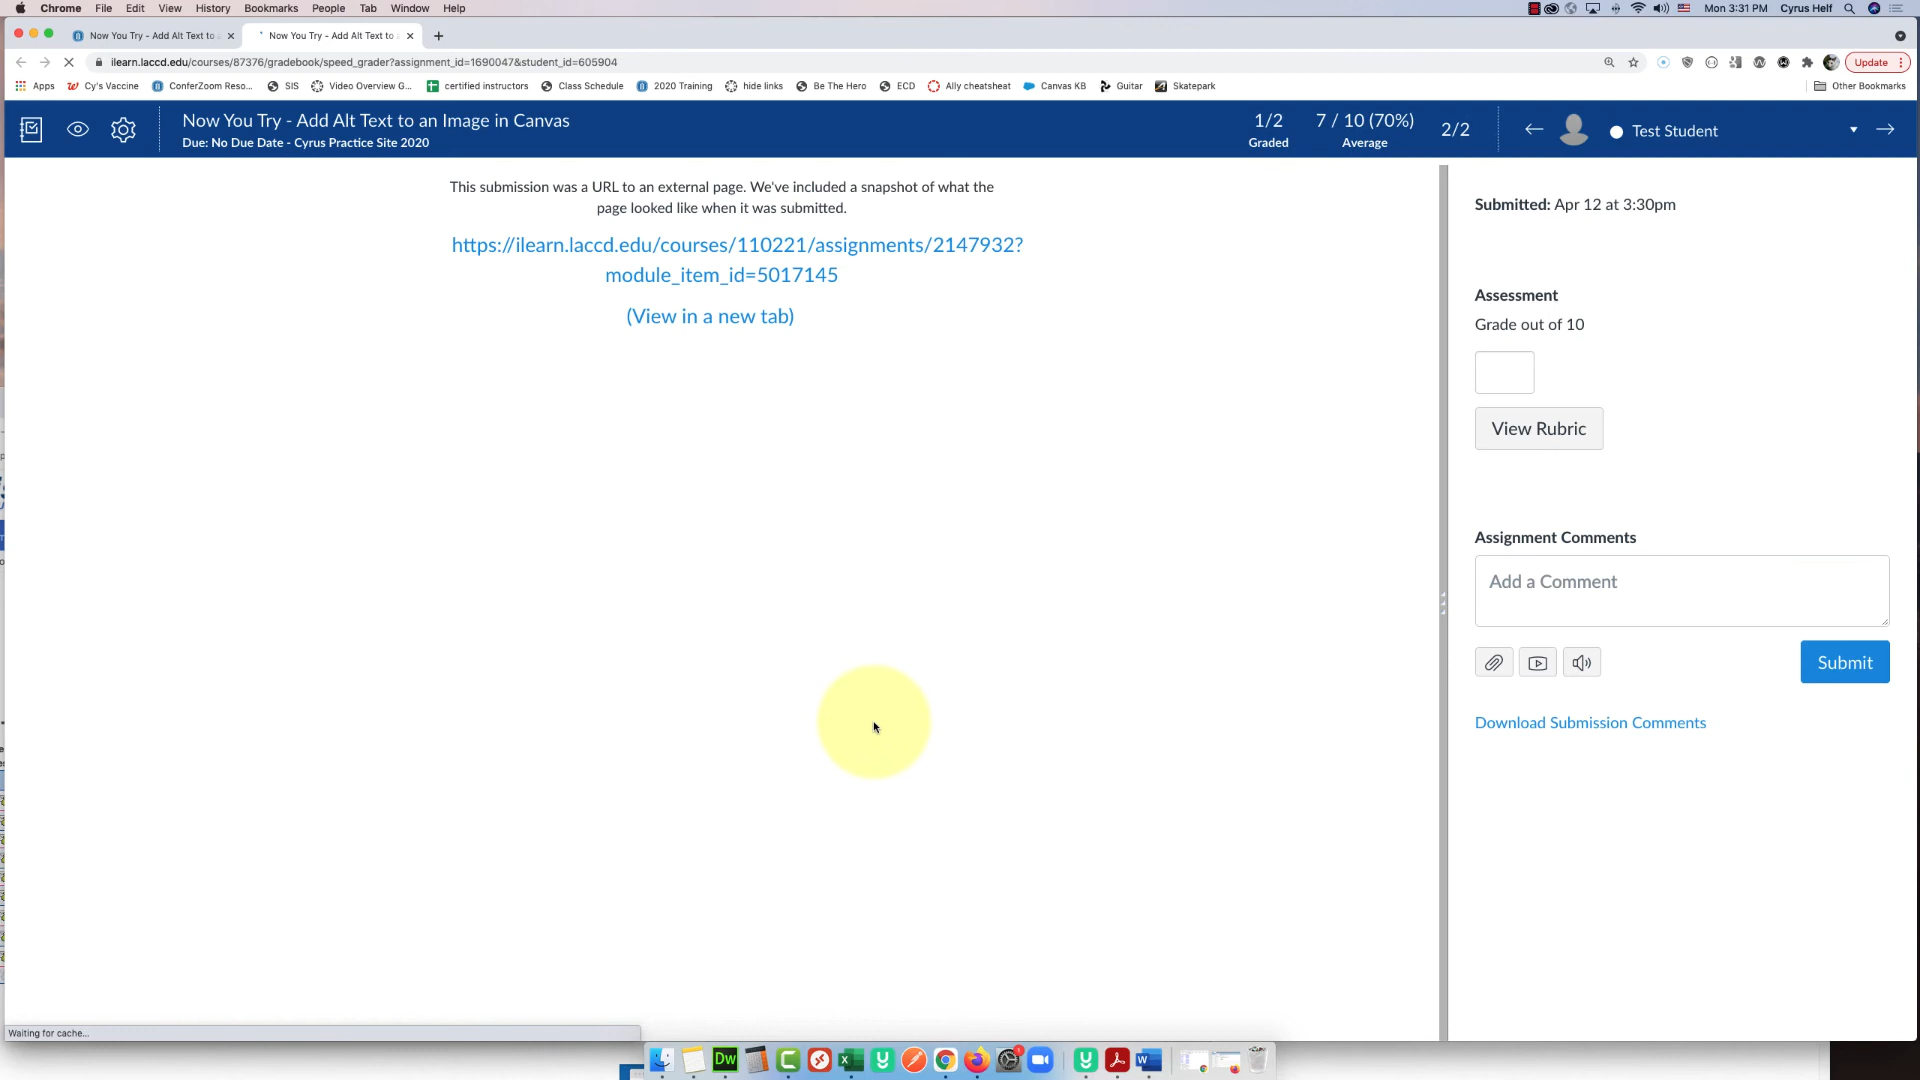 Chrome File Edit View History Bookmarks People Tab Window Help Mon 3:31 PM Cyrus Helf
Now You Try - Add Alt Text to Now You Try - Add Alt Text to
ilearn.laccd.edu/courses/87376/gradebook/speed_grader?assignment_id=1690047&student_id=605904 Update
Apps Cy's Vaccine ConferZoom Reso... SIS Video Overview G... certified instructors Class Schedule 2020 Training hide links Be The Hero ECD Ally cheatsheet Canvas KB Guitar Skatepark Other Bookmarks
Now You Try - Add Alt Text to an Image in Canvas
Due: No Due Date - Cyrus Practice Site 2020
1/2
Graded
7 / 10 (70%)
Average
2/2
Test Student
This submission was a URL to an external page. We've included a snapshot of what the
page looked like when it was submitted.
https://ilearn.laccd.edu/courses/110221/assignments/2147932?
module_item_id=5017145
(View in a new tab)
Submitted: Apr 12 at 3:30pm
Assessment
Grade out of 10
View Rubric
Assignment Comments
Add a Comment
Submit
Download Submission Comments
Waiting for cache...
Dw